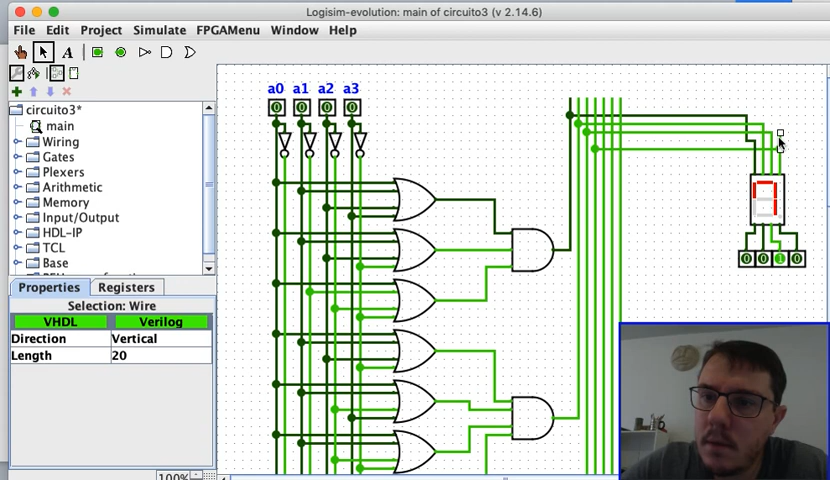 Logisim-evolution: main of circuito3 (v 2.14.6)
File Edit Project Simulate FPGAMenu Window Help
A
circuito3*
main
Wiring
Gates
Plexers
Arithmetic
Memory
Input/Output
HDL-IP
TCL
Base
Properties Registers
Selection: Wire
VHDL Verilog
Direction Vertical
Length 20
100%
a0 a1 a2 a3
0 0 0 0
0 0 1 0